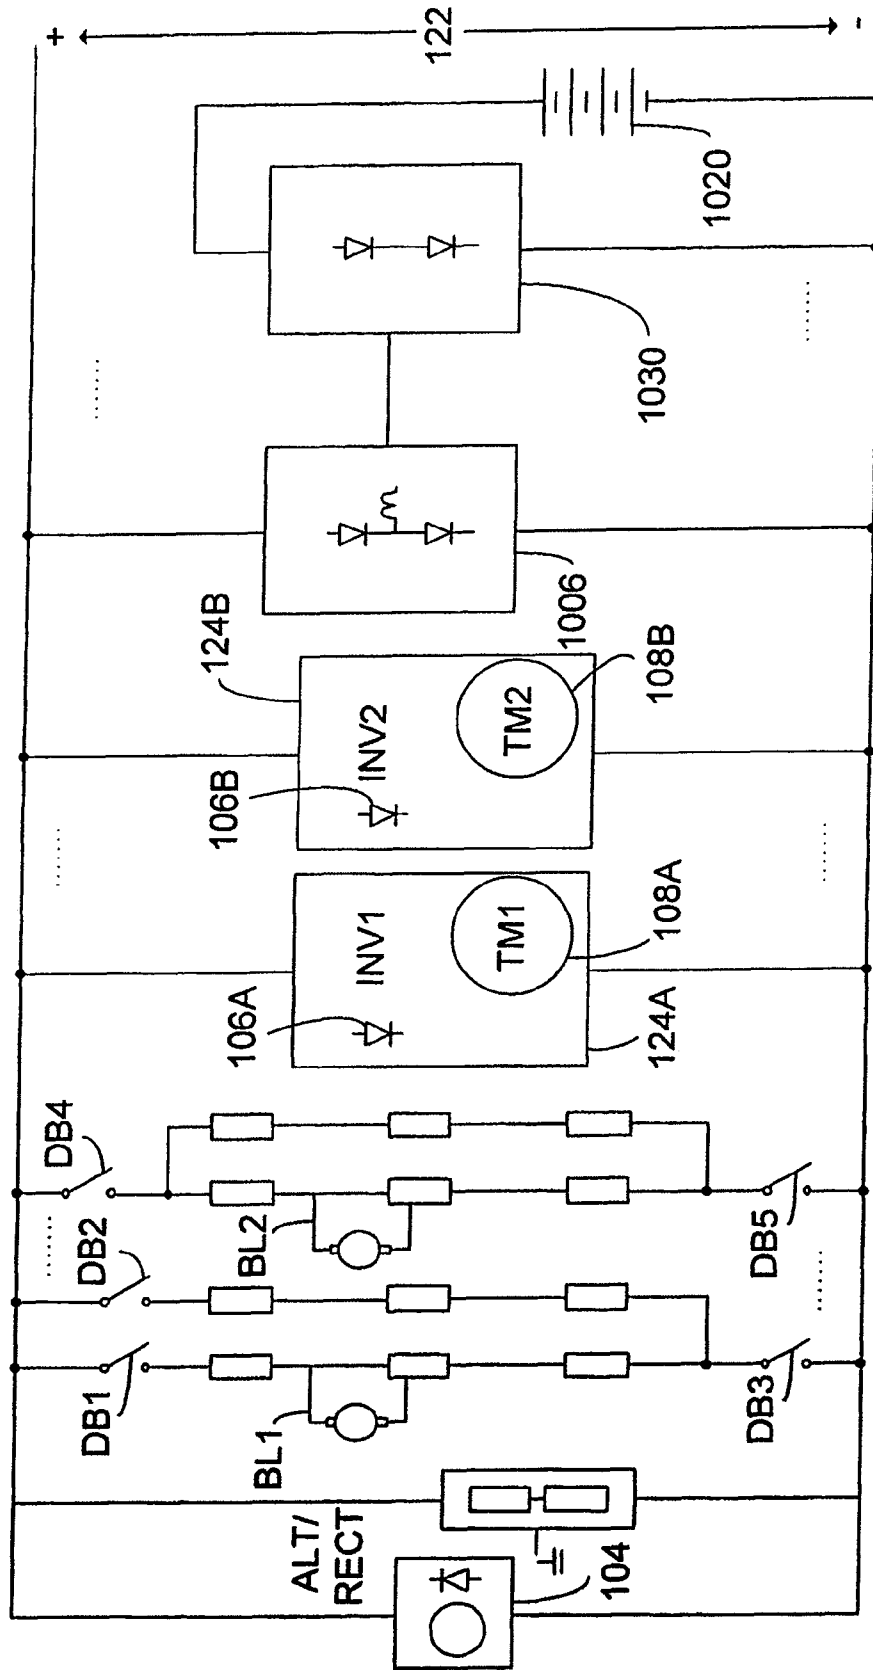 +
122
-
1020
1030
1006
124B
INV2
106B
TM2
108B
INV1
106A
TM1
108A
124A
DB4
DB2
BL2
DB5
DB1
BL1
DB3
ALT/
RECT
104